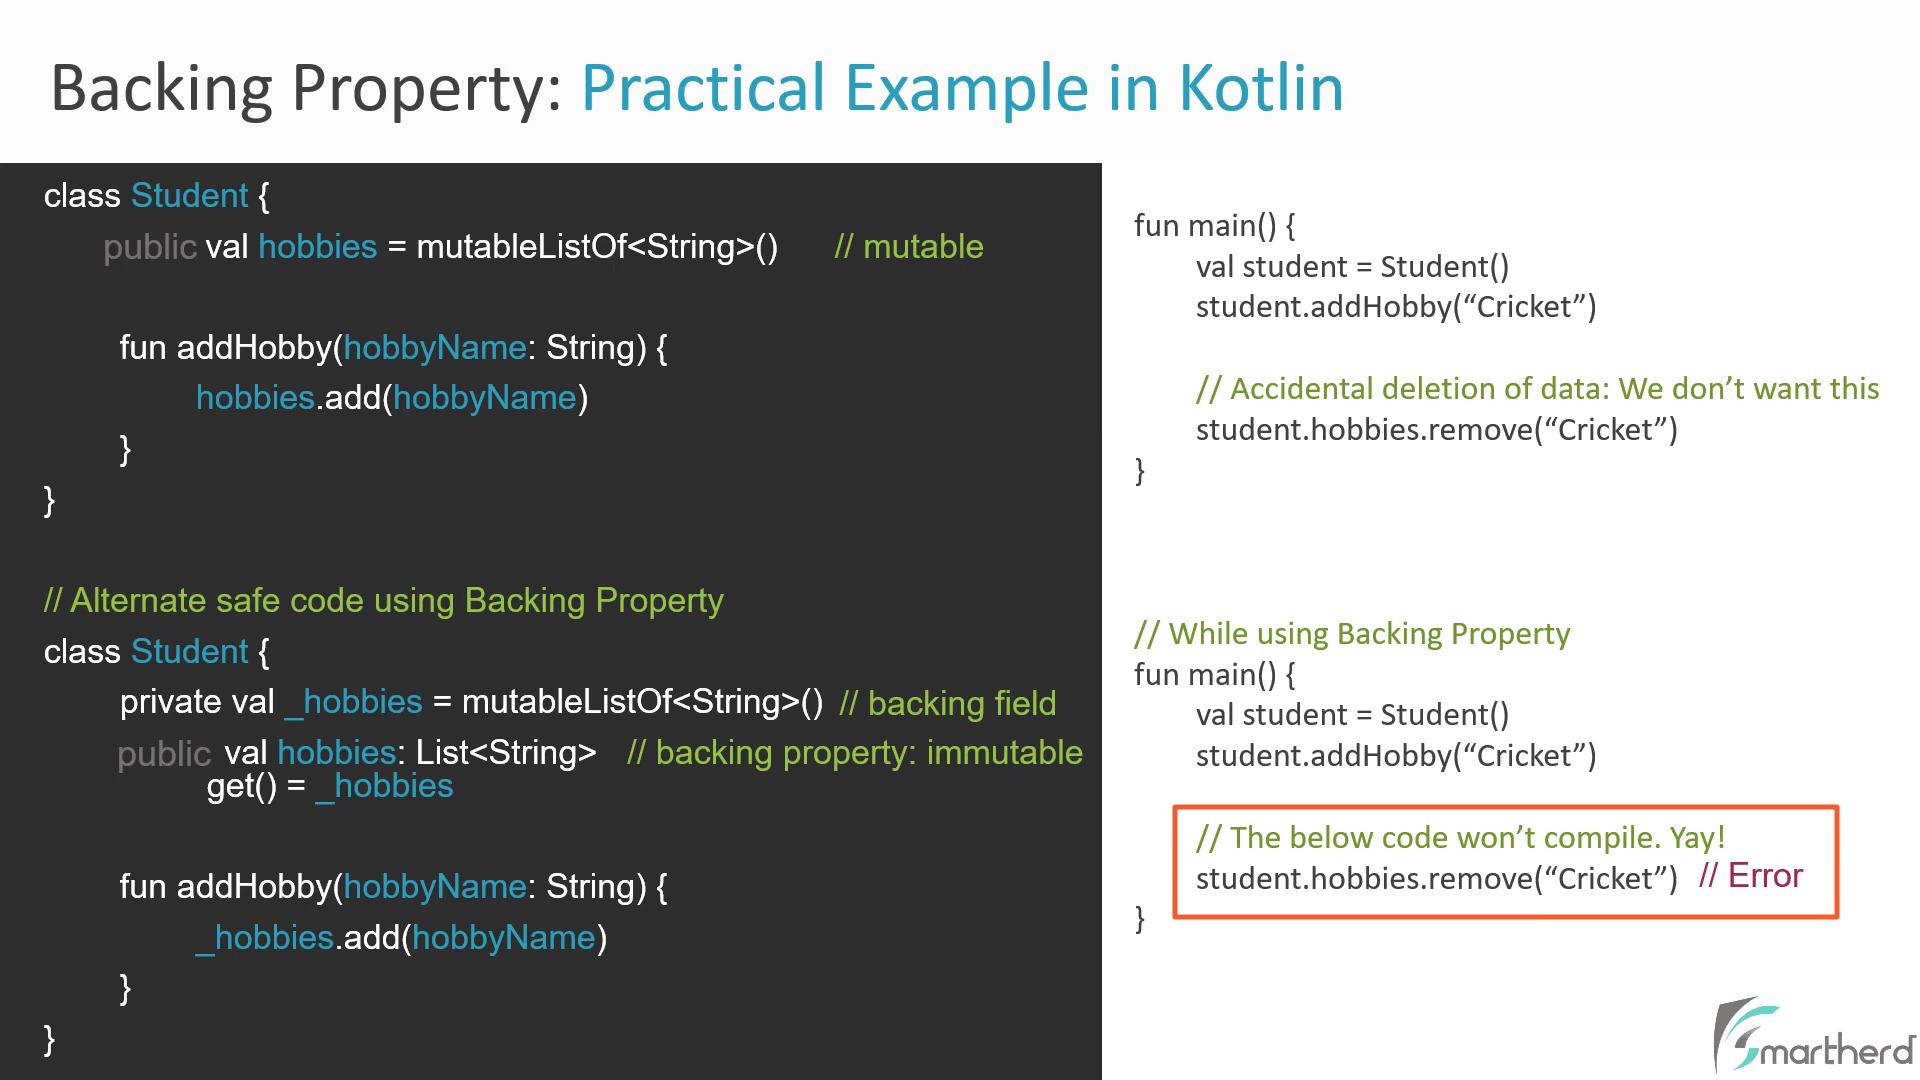 Backing Property: Practical Example in Kotlin
class Student {
public val hobbies = mutableListOf<String>() // mutable
fun addHobby(hobbyName: String) {
hobbies.add(hobbyName)
}
}
// Alternate safe code using Backing Property
class Student {
private val _hobbies = mutableListOf<String>() // backing field
public val hobbies: List<String> // backing property: immutable
get() = _hobbies
fun addHobby(hobbyName: String) {
_hobbies.add(hobbyName)
}
}
fun main() {
val student = Student()
student.addHobby(“Cricket”)
// Accidental deletion of data: We don’t want this
student.hobbies.remove(“Cricket”)
}
// While using Backing Property
fun main() {
val student = Student()
student.addHobby(“Cricket”)
// The below code won’t compile. Yay!
student.hobbies.remove(“Cricket”) // Error
}
Smartherd